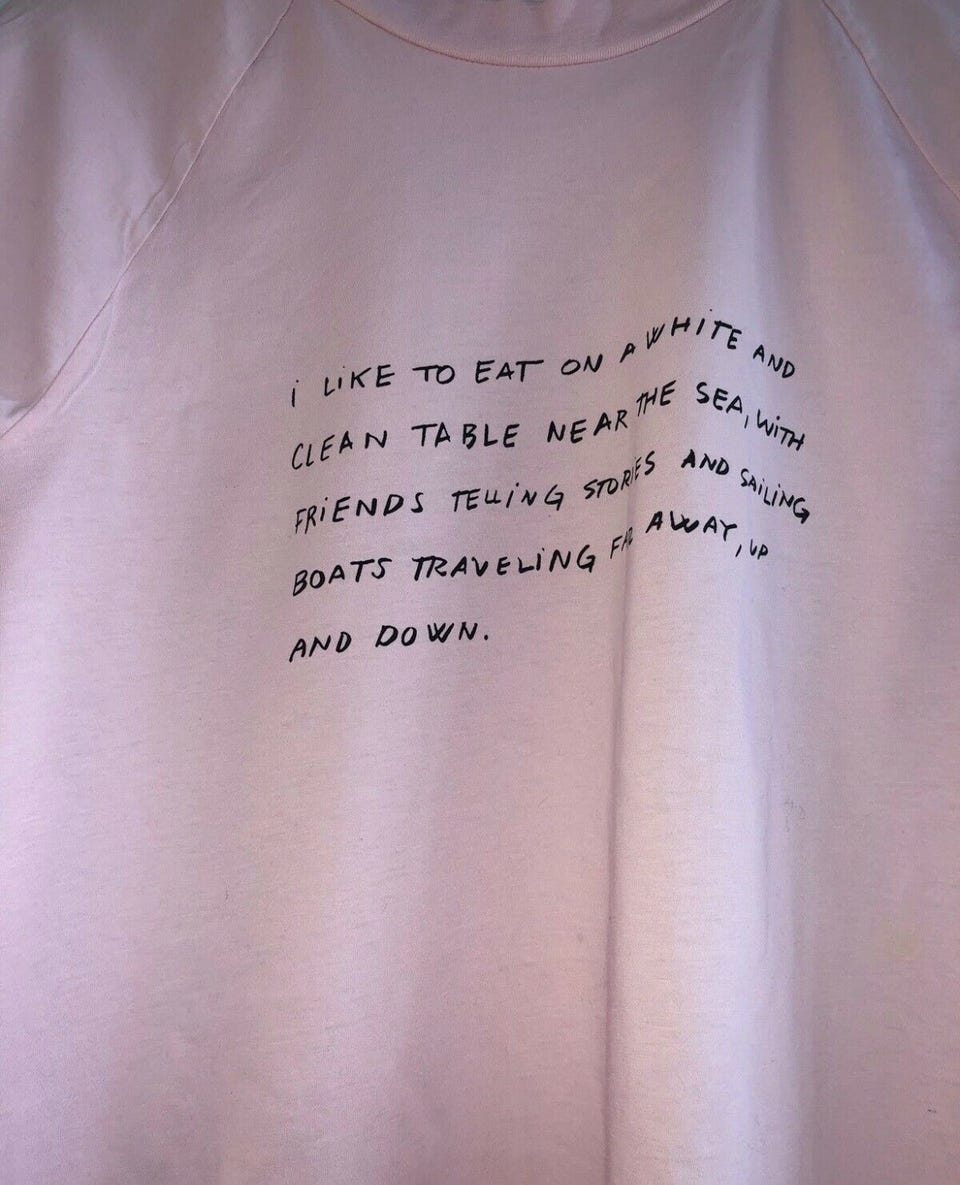 i LiKE TO EAT ON A WHiTE AND
CLEAN TABLE NEAR THE SEA, WiTH
FRiENDS TELLiNG STORiES AND SAiLiNG
BOATS TRAVELiNG FAR AWAY, UP
AND DOWN.